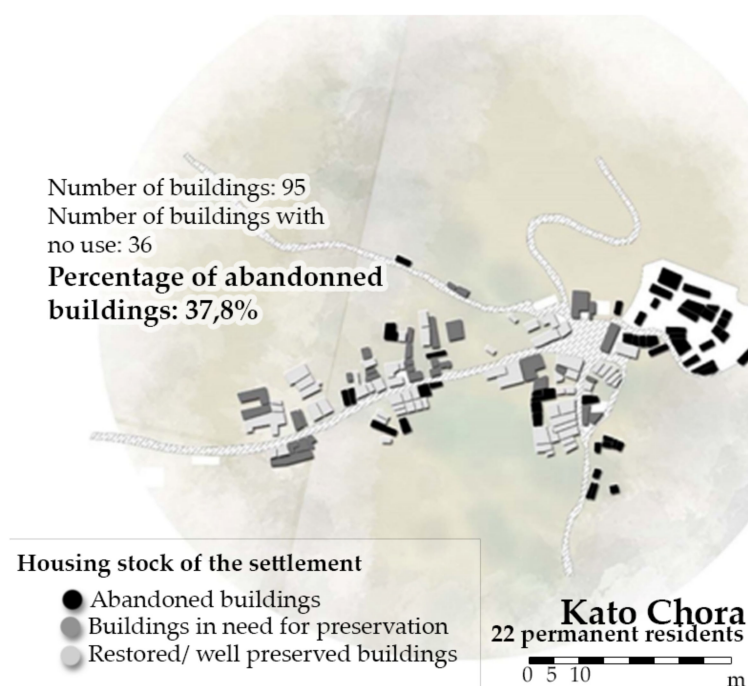 Number of buildings: 95
Number of buildings with
no use: 36
Percentage of abandonned
buildings: 37,8%
Housing stock of the settlement
Abandoned buildings
Buildings in need for preservation
Restored/ well preserved buildings
Kato Chora
22 permanent residents
0 5 10
m